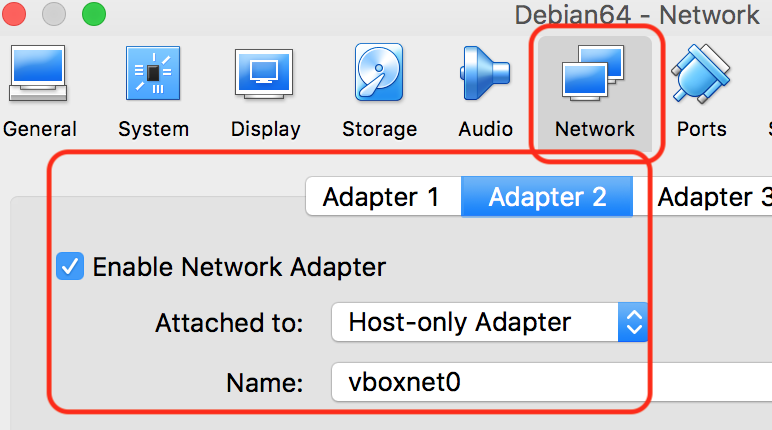 Debian64 - Network
General System Display Storage Audio Network Ports
Adapter 1 Adapter 2 Adapter 3
Enable Network Adapter
Attached to: Host-only Adapter
Name: vboxnet0